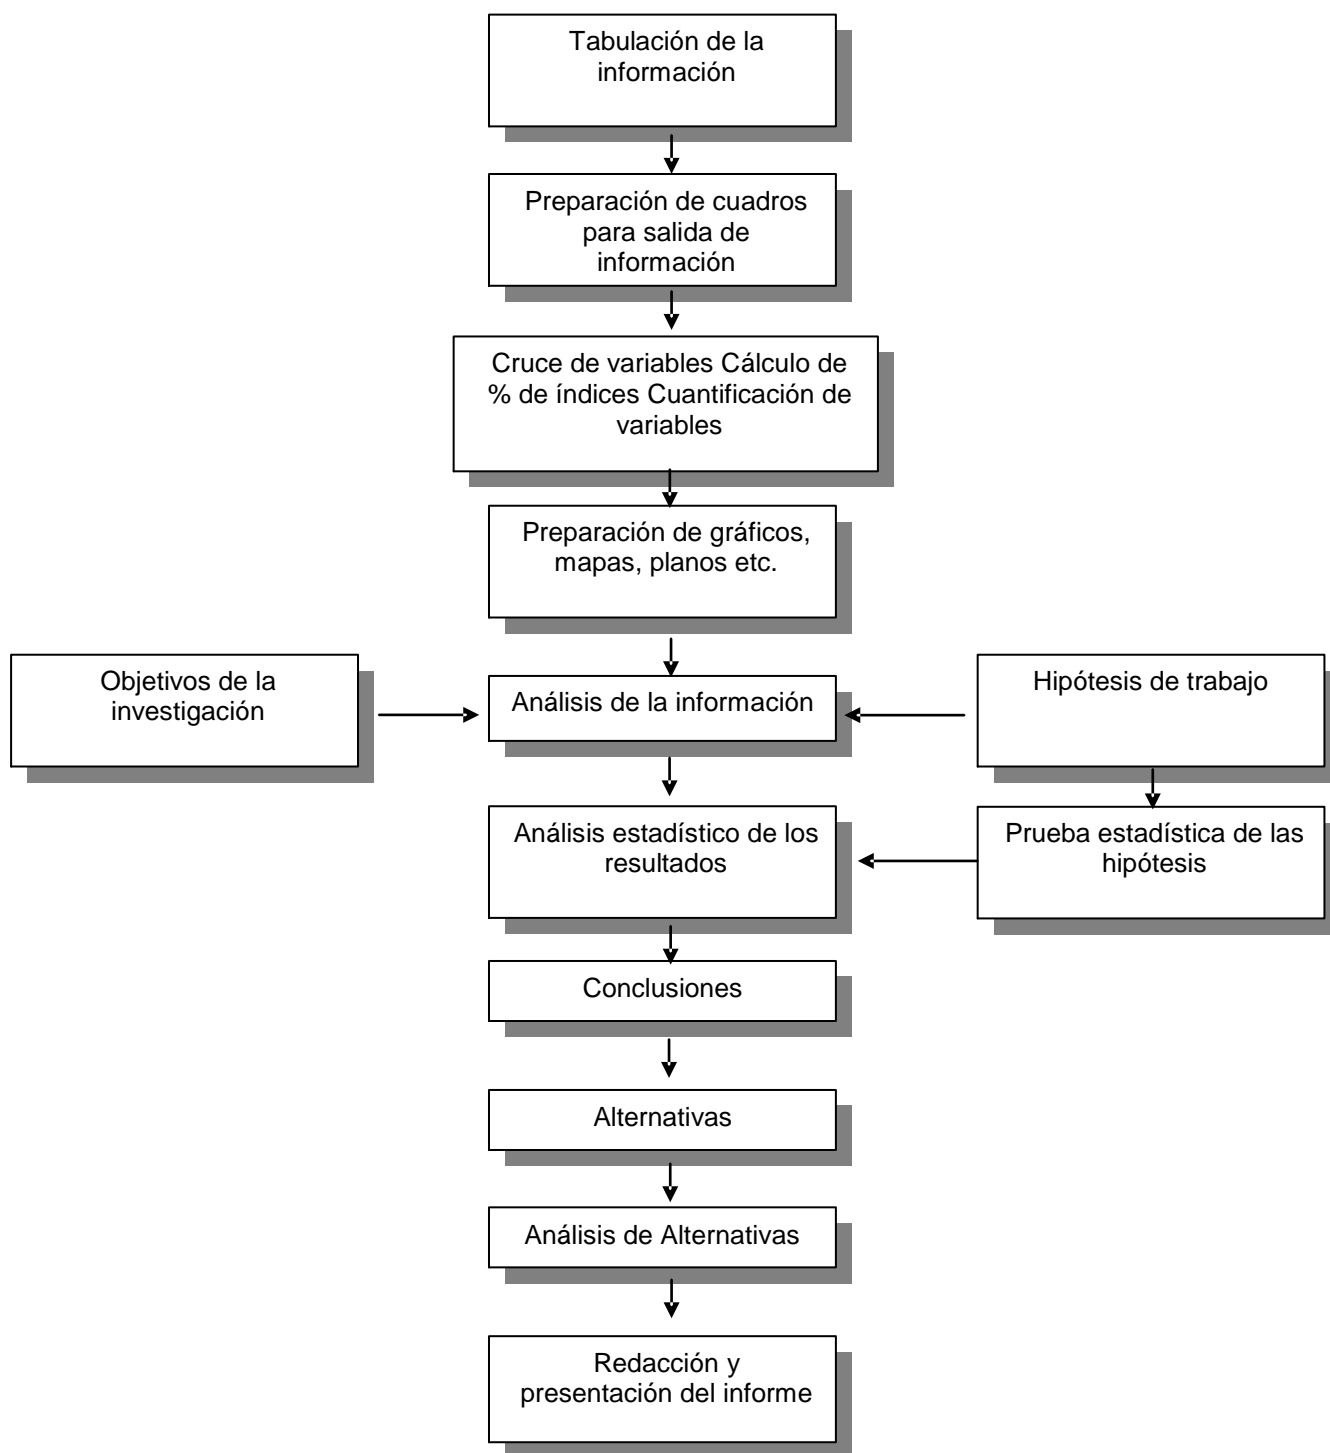 Tabulación de la
información
Preparación de cuadros
para salida de
información
Cruce de variables Cálculo de
% de índices Cuantificación de
variables
Preparación de gráficos,
mapas, planos etc.
Objetivos de la
investigación
Análisis de la información
Hipótesis de trabajo
Análisis estadístico de los
resultados
Prueba estadística de las
hipótesis
Conclusiones
Alternativas
Análisis de Alternativas
Redacción y
presentación del informe